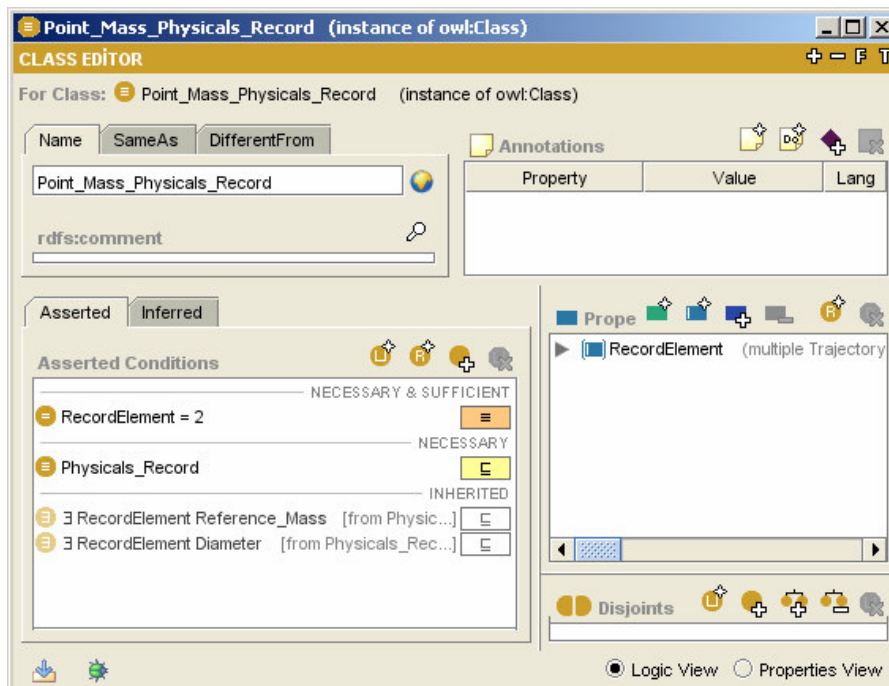 Point_Mass_Physicals_Record (instance of owl:Class)
CLASS EDİTOR
F T
For Class: Point_Mass_Physicals_Record (instance of owl:Class)
Name SameAs DifferentFrom
Point_Mass_Physicals_Record
rdfs:comment
Annotations
Property Value Lang
Asserted Inferred
Asserted Conditions
NECESSARY & SUFFICIENT
RecordElement = 2
NECESSARY
Physicals_Record
INHERITED
∃ RecordElement Reference_Mass [from Physic...]
∃ RecordElement Diameter [from Physicals_Rec...]
Prope
RecordElement (multiple Trajectory
Disjoints
Logic View Properties View